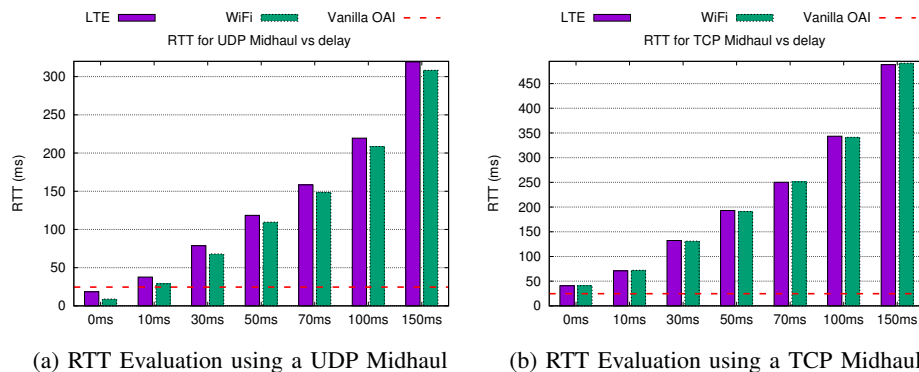 LTE WiFi Vanilla OAI
RTT for UDP Midhaul vs delay
300
250
200
150
100
50
0
RTT (ms)
0ms 10ms 30ms 50ms 70ms 100ms 150ms
(a) RTT Evaluation using a UDP Midhaul
LTE WiFi Vanilla OAI
RTT for TCP Midhaul vs delay
450
400
350
300
250
200
150
100
50
0
RTT (ms)
0ms 10ms 30ms 50ms 70ms 100ms 150ms
(b) RTT Evaluation using a TCP Midhaul